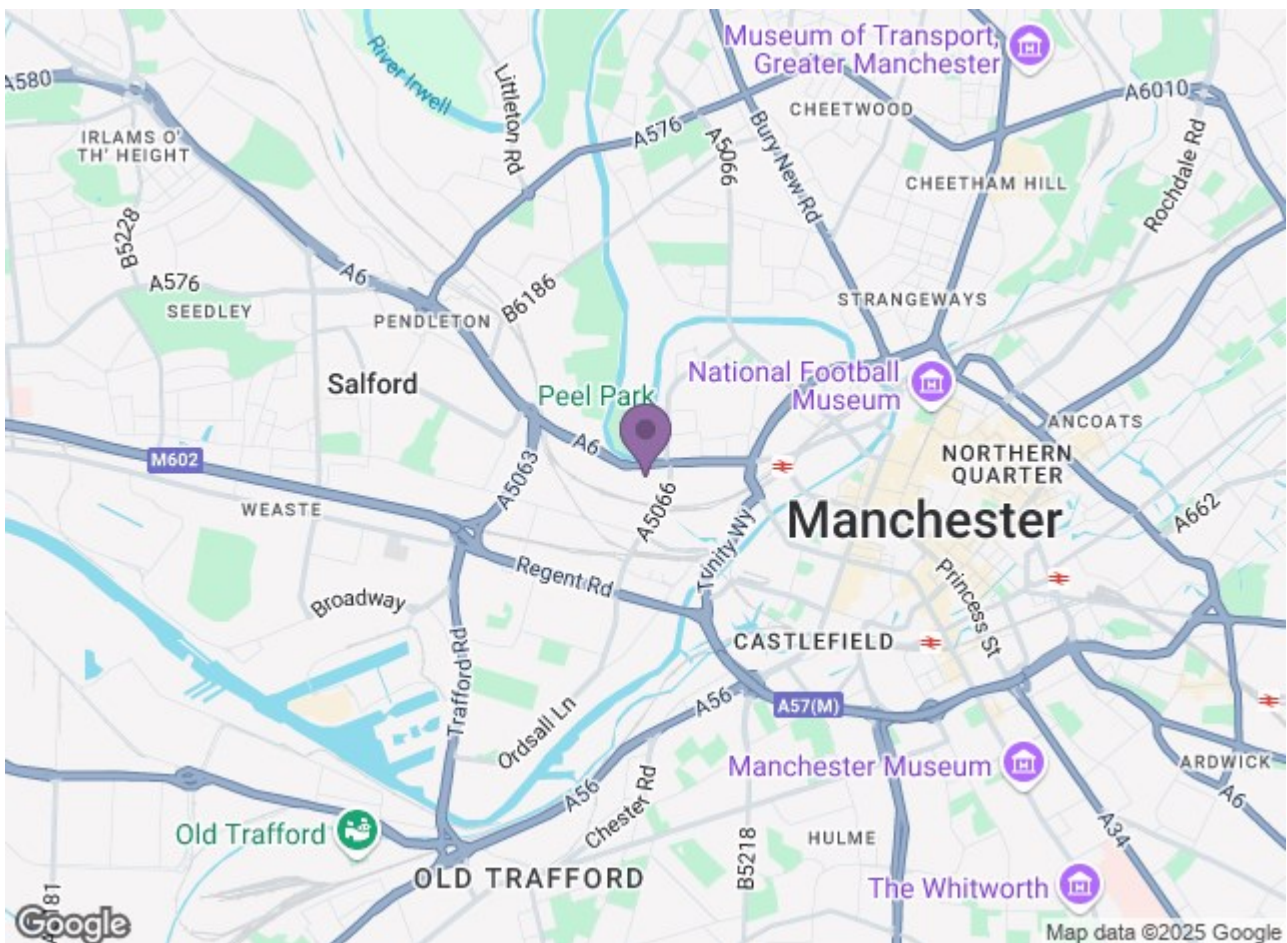 Museum of Transport,
Greater Manchester
CHEETWOOD
A6010
A580
River Irwell
Littleton Rd
A576
A5066
Bury New Rd
IRLAMS O'
TH' HEIGHT
CHEETHAM HILL
Rochdale Rd
B5228
A6
A576
SEEDLEY
PENDLETON
B6186
STRANGEWAYS
Salford
Peel Park
National Football
Museum
ANCOATS
M602
A6
NORTHERN
QUARTER
A5063
WEASTE
A5066
Manchester
A662
Trinity Wy
Regent Rd
Princess St
Broadway
CASTLEFIELD
Trafford Rd
Ordsall Ln
A56
A57(M)
Manchester Museum
ARDWICK
A56
Chester Rd
Old Trafford
HULME
A6
A34
B5218
OLD TRAFFORD
The Whitworth
Google
Map data ©2025 Google